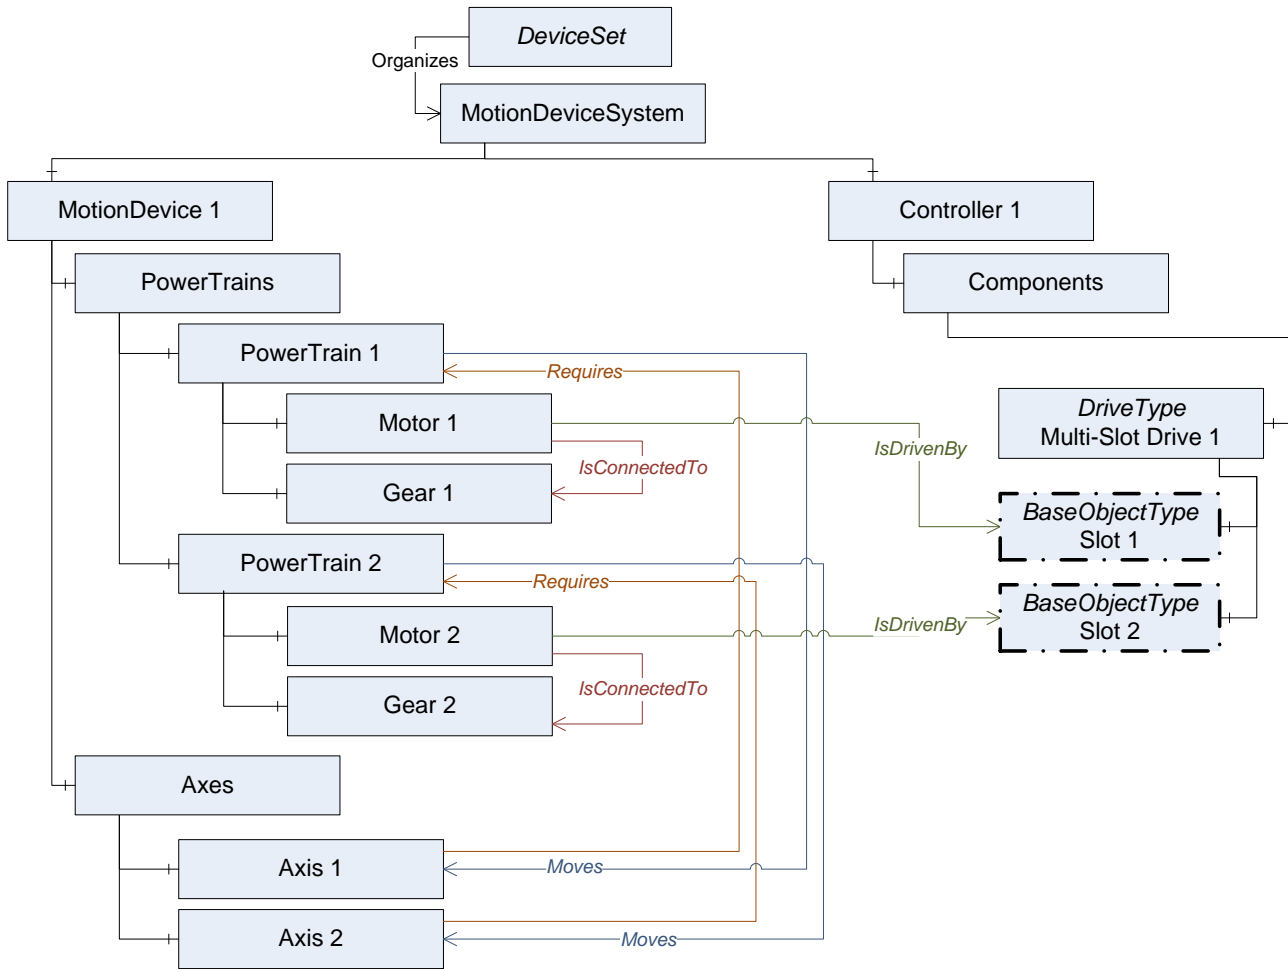 DeviceSet
Organizes
MotionDeviceSystem
MotionDevice 1
Controller 1
PowerTrains
Components
PowerTrain 1
Requires
Motor 1
DriveType
Multi-Slot Drive 1
IsDrivenBy
IsConnectedTo
Gear 1
BaseObjectType
Slot 1
PowerTrain 2
Requires
BaseObjectType
Slot 2
Motor 2
IsDrivenBy
IsConnectedTo
Gear 2
Axes
Axis 1
Moves
Axis 2
Moves